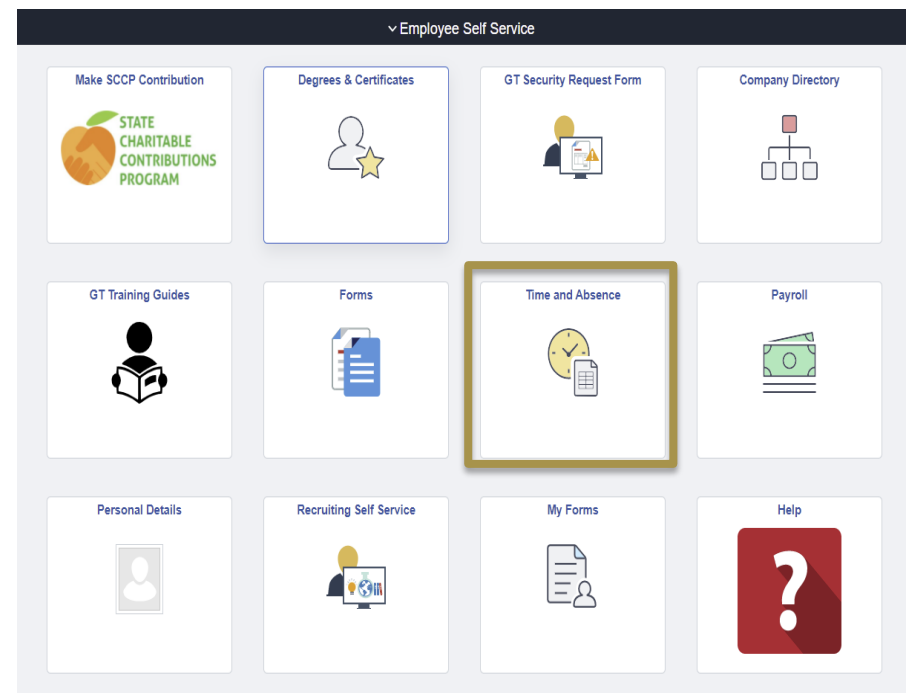 Employee Self Service
Make SCCP Contribution
STATE
CHARITABLE
CONTRIBUTIONS
PROGRAM
Degrees & Certificates
GT Security Request Form
Company Directory
GT Training Guides
Forms
Time and Absence
Payroll
Personal Details
Recruiting Self Service
My Forms
Help
?